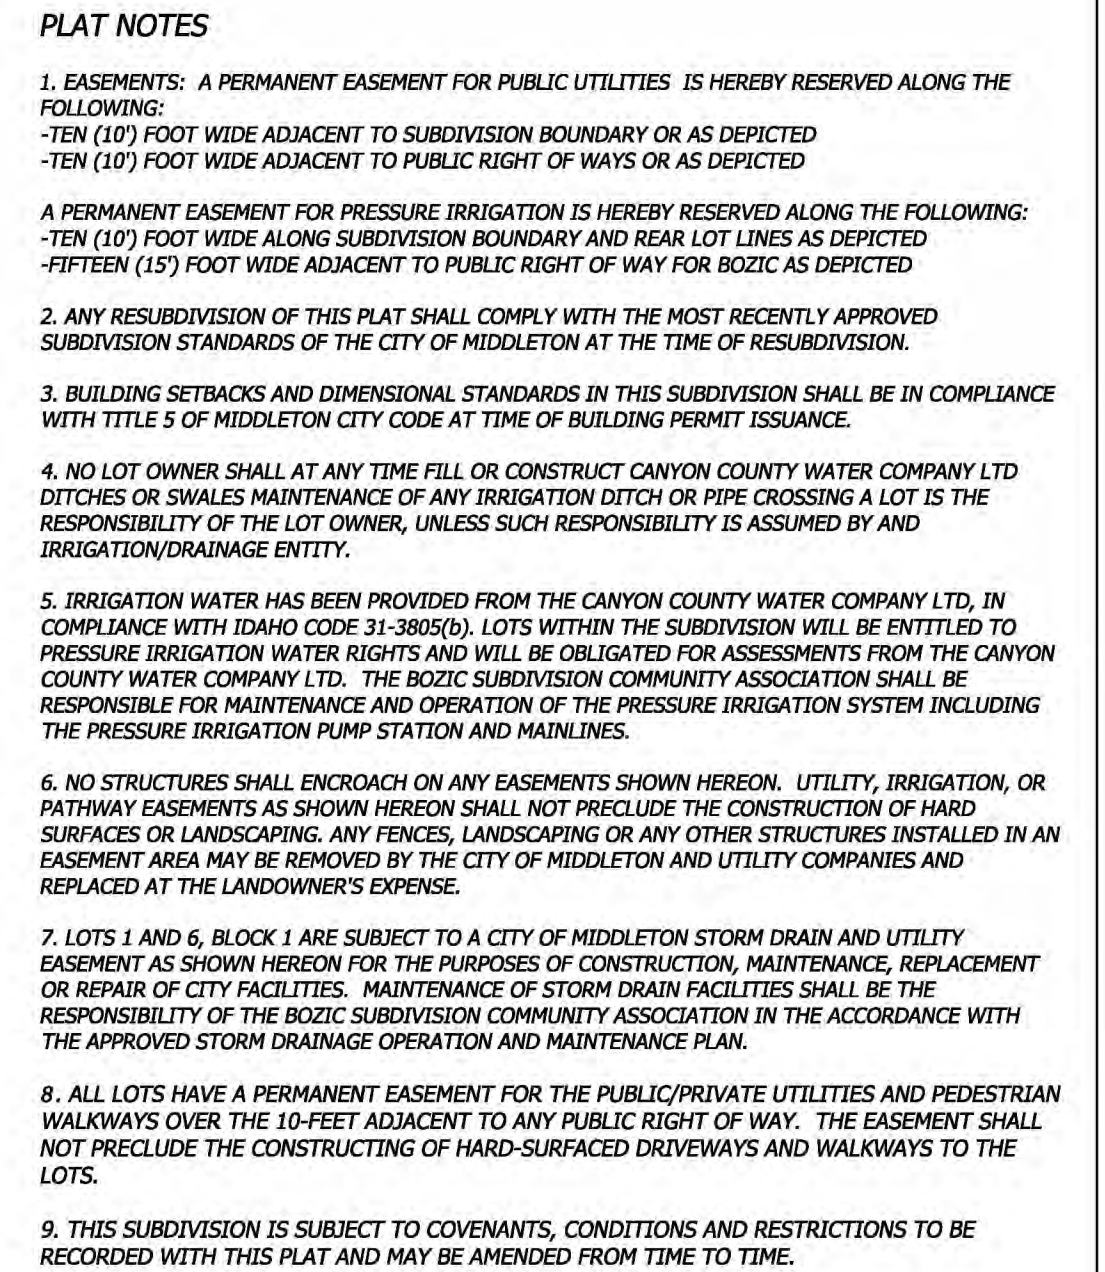 PLAT NOTES
1. EASEMENTS: A PERMANENT EASEMENT FOR PUBLIC UTILITIES IS HEREBY RESERVED ALONG THE
FOLLOWING:
-TEN (10') FOOT WIDE ADJACENT TO SUBDIVISION BOUNDARY OR AS DEPICTED
-TEN (10') FOOT WIDE ADJACENT TO PUBLIC RIGHT OF WAYS OR AS DEPICTED
A PERMANENT EASEMENT FOR PRESSURE IRRIGATION IS HEREBY RESERVED ALONG THE FOLLOWING:
-TEN (10') FOOT WIDE ALONG SUBDIVISION BOUNDARY AND REAR LOT LINES AS DEPICTED
-FIFTEEN (15') FOOT WIDE ADJACENT TO PUBLIC RIGHT OF WAY FOR BOZIC AS DEPICTED
2. ANY RESUBDIVISION OF THIS PLAT SHALL COMPLY WITH THE MOST RECENTLY APPROVED
SUBDIVISION STANDARDS OF THE CITY OF MIDDLETON AT THE TIME OF RESUBDIVISION.
3. BUILDING SETBACKS AND DIMENSIONAL STANDARDS IN THIS SUBDIVISION SHALL BE IN COMPLIANCE
WITH TITLE 5 OF MIDDLETON CITY CODE AT TIME OF BUILDING PERMIT ISSUANCE.
4. NO LOT OWNER SHALL AT ANY TIME FILL OR CONSTRUCT CANYON COUNTY WATER COMPANY LTD
DITCHES OR SWALES MAINTENANCE OF ANY IRRIGATION DITCH OR PIPE CROSSING A LOT IS THE
RESPONSIBILITY OF THE LOT OWNER, UNLESS SUCH RESPONSIBILITY IS ASSUMED BY AND
IRRIGATION/DRAINAGE ENTITY.
5. IRRIGATION WATER HAS BEEN PROVIDED FROM THE CANYON COUNTY WATER COMPANY LTD, IN
COMPLIANCE WITH IDAHO CODE 31-3805(b). LOTS WITHIN THE SUBDIVISION WILL BE ENTITLED TO
PRESSURE IRRIGATION WATER RIGHTS AND WILL BE OBLIGATED FOR ASSESSMENTS FROM THE CANYON
COUNTY WATER COMPANY LTD. THE BOZIC SUBDIVISION COMMUNITY ASSOCIATION SHALL BE
RESPONSIBLE FOR MAINTENANCE AND OPERATION OF THE PRESSURE IRRIGATION SYSTEM INCLUDING
THE PRESSURE IRRIGATION PUMP STATION AND MAINLINES.
6. NO STRUCTURES SHALL ENCROACH ON ANY EASEMENTS SHOWN HEREON. UTILITY, IRRIGATION, OR
PATHWAY EASEMENTS AS SHOWN HEREON SHALL NOT PRECLUDE THE CONSTRUCTION OF HARD
SURFACES OR LANDSCAPING. ANY FENCES, LANDSCAPING OR ANY OTHER STRUCTURES INSTALLED IN AN
EASEMENT AREA MAY BE REMOVED BY THE CITY OF MIDDLETON AND UTILITY COMPANIES AND
REPLACED AT THE LANDOWNER'S EXPENSE.
7. LOTS 1 AND 6, BLOCK 1 ARE SUBJECT TO A CITY OF MIDDLETON STORM DRAIN AND UTILITY
EASEMENT AS SHOWN HEREON FOR THE PURPOSES OF CONSTRUCTION, MAINTENANCE, REPLACEMENT
OR REPAIR OF CITY FACILITIES. MAINTENANCE OF STORM DRAIN FACILITIES SHALL BE THE
RESPONSIBILITY OF THE BOZIC SUBDIVISION COMMUNITY ASSOCIATION IN THE ACCORDANCE WITH
THE APPROVED STORM DRAINAGE OPERATION AND MAINTENANCE PLAN.
8. ALL LOTS HAVE A PERMANENT EASEMENT FOR THE PUBLIC/PRIVATE UTILITIES AND PEDESTRIAN
WALKWAYS OVER THE 10-FEET ADJACENT TO ANY PUBLIC RIGHT OF WAY. THE EASEMENT SHALL
NOT PRECLUDE THE CONSTRUCTING OF HARD-SURFACED DRIVEWAYS AND WALKWAYS TO THE
LOTS.
9. THIS SUBDIVISION IS SUBJECT TO COVENANTS, CONDITIONS AND RESTRICTIONS TO BE
RECORDED WITH THIS PLAT AND MAY BE AMENDED FROM TIME TO TIME.